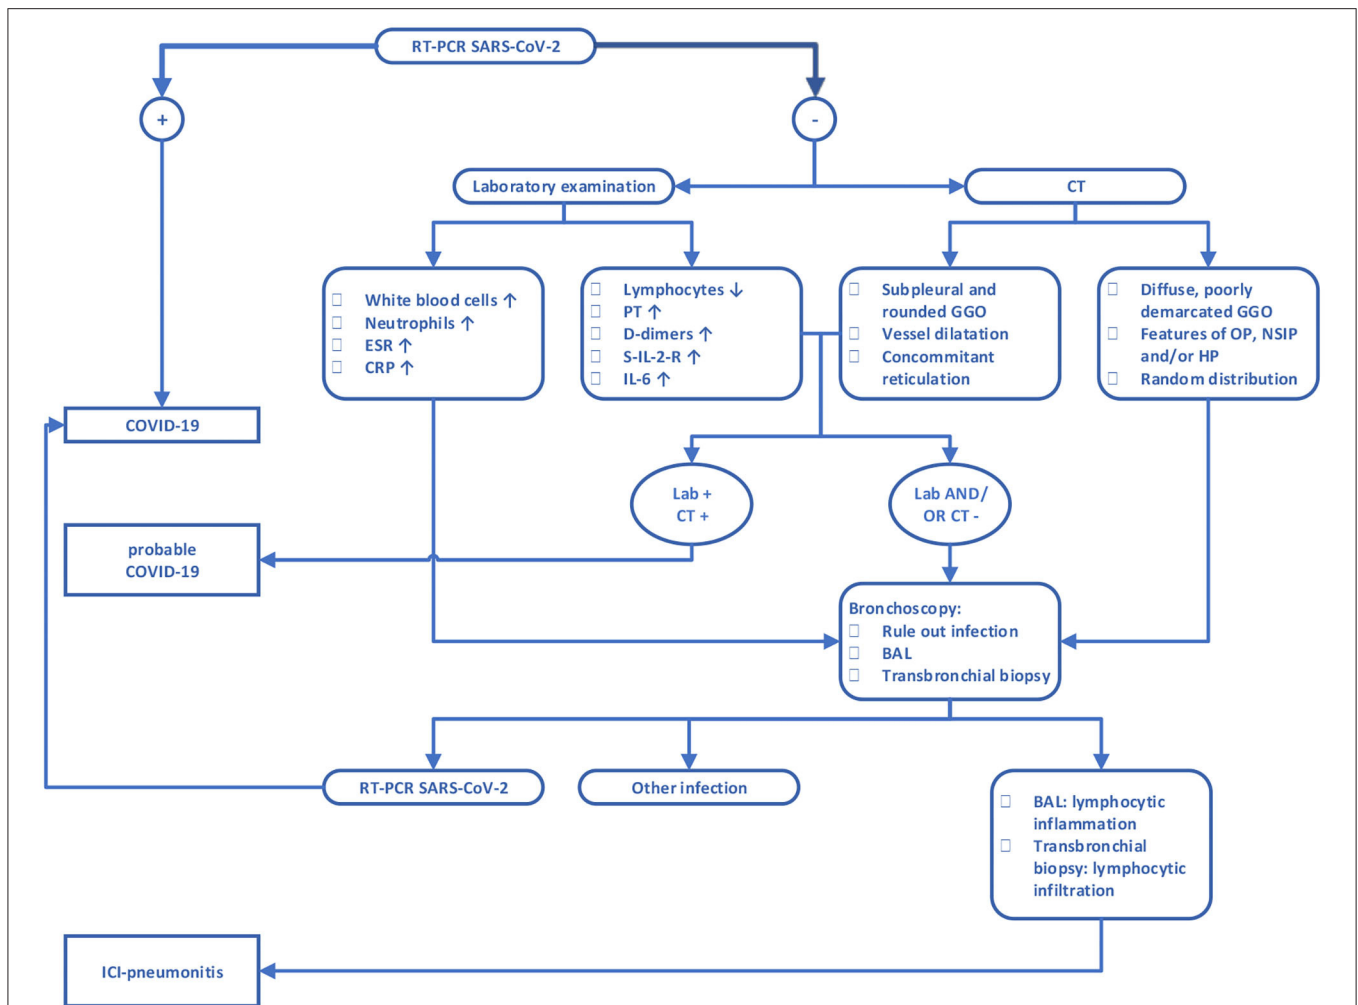 RT-PCR SARS-CoV-2
+
-
Laboratory examination
CT
White blood cells ↑
Neutrophils ↑
ESR ↑
CRP ↑
Lymphocytes ↓
PT ↑
D-dimers ↑
S-IL-2-R ↑
IL-6 ↑
Subpleural and
rounded GGO
Vessel dilatation
Concommitant
reticulation
Diffuse, poorly
demarcated GGO
Features of OP, NSIP
and/or HP
Random distribution
COVID-19
Lab +
CT +
Lab AND/
OR CT -
probable
COVID-19
Bronchoscopy:
Rule out infection
BAL
Transbronchial biopsy
RT-PCR SARS-CoV-2
Other infection
BAL: lymphocytic
inflammation
Transbronchial
biopsy: lymphocytic
infiltration
ICI-pneumonitis